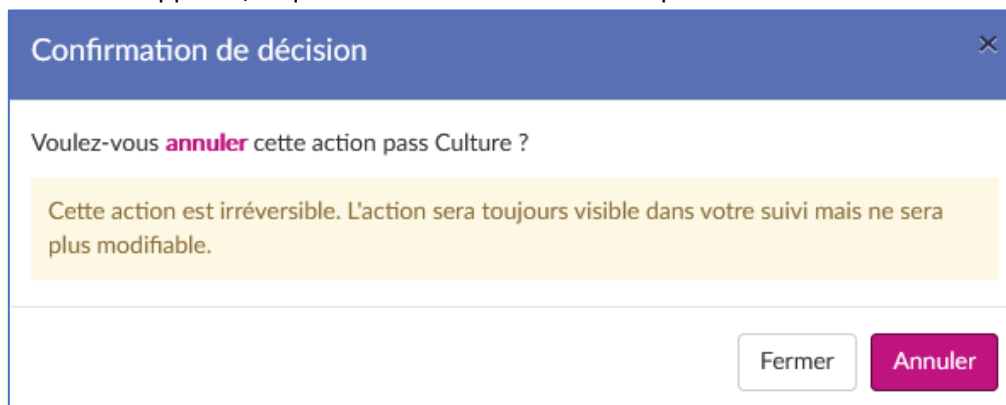 Confirmation de décision
×
Voulez-vous annuler cette action pass Culture ?
Cette action est irréversible. L'action sera toujours visible dans votre suivi mais ne sera
plus modifiable.
Fermer
Annuler